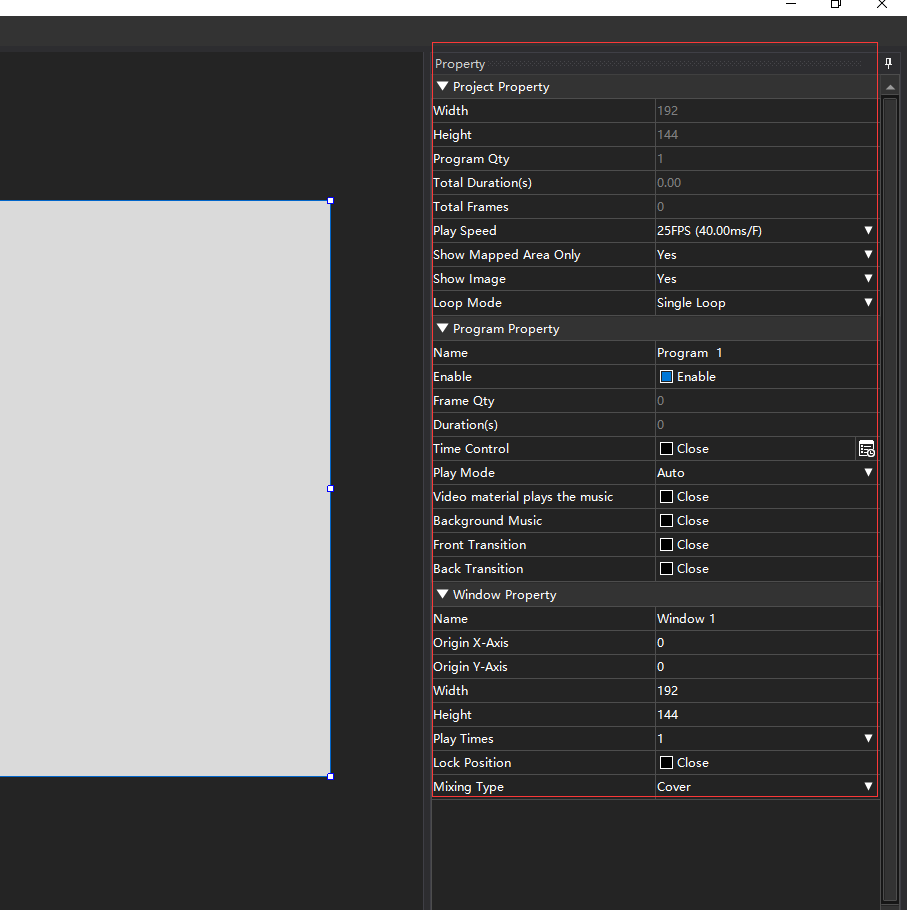 Property
Project Property
Width 192
Height 144
Program Qty 1
Total Duration(s) 0.00
Total Frames 0
Play Speed 25FPS (40.00ms/F)
Show Mapped Area Only Yes
Show Image Yes
Loop Mode Single Loop
Program Property
Name Program  1
Enable Enable
Frame Qty 0
Duration(s) 0
Time Control Close
Play Mode Auto
Video material plays the music Close
Background Music Close
Front Transition Close
Back Transition Close
Window Property
Name Window 1
Origin X-Axis 0
Origin Y-Axis 0
Width 192
Height 144
Play Times 1
Lock Position Close
Mixing Type Cover